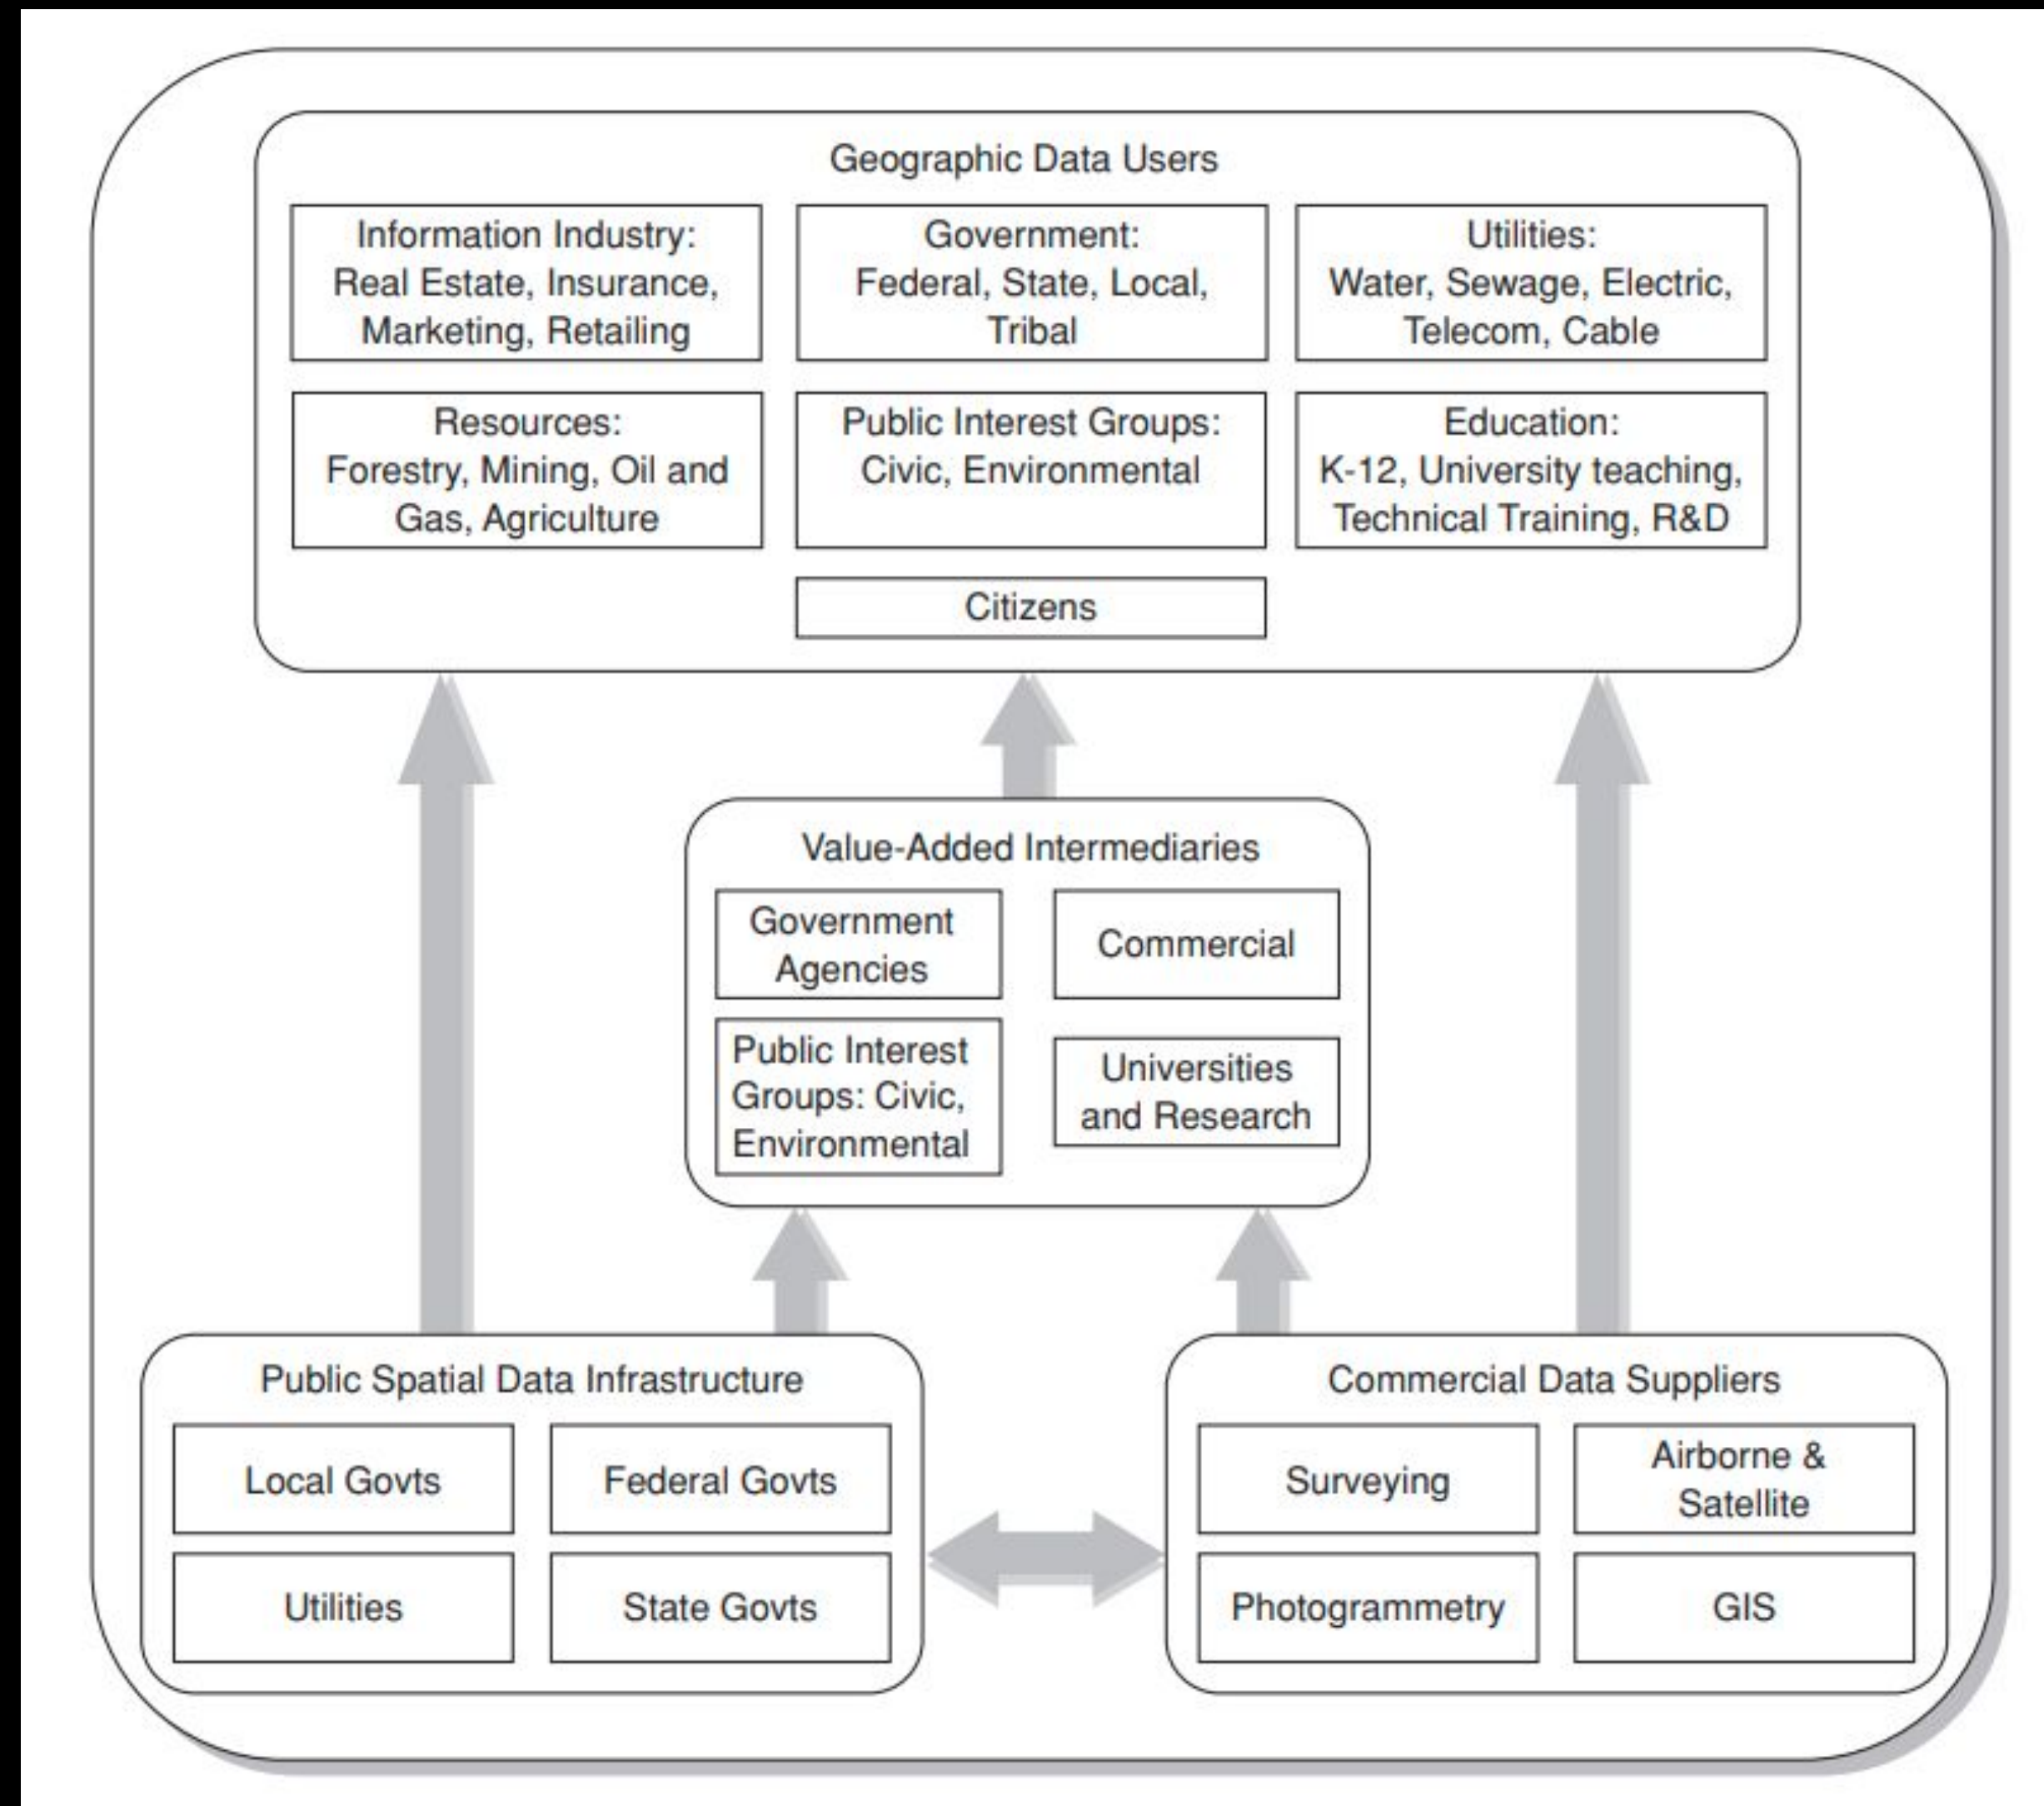 Geographic Data Users
Information Industry:
Real Estate, Insurance,
Marketing, Retailing
Government:
Federal, State, Local,
Tribal
Utilities:
Water, Sewage, Electric,
Telecom, Cable
Resources:
Forestry, Mining, Oil and
Gas, Agriculture
Public Interest Groups:
Civic, Environmental
Education:
K-12, University teaching,
Technical Training, R&D
Citizens
Value-Added Intermediaries
Government
Agencies
Commercial
Public Interest
Groups: Civic,
Environmental
Universities
and Research
Public Spatial Data Infrastructure
Local Govts
Federal Govts
Utilities
State Govts
Commercial Data Suppliers
Surveying
Airborne &
Satellite
Photogrammetry
GIS